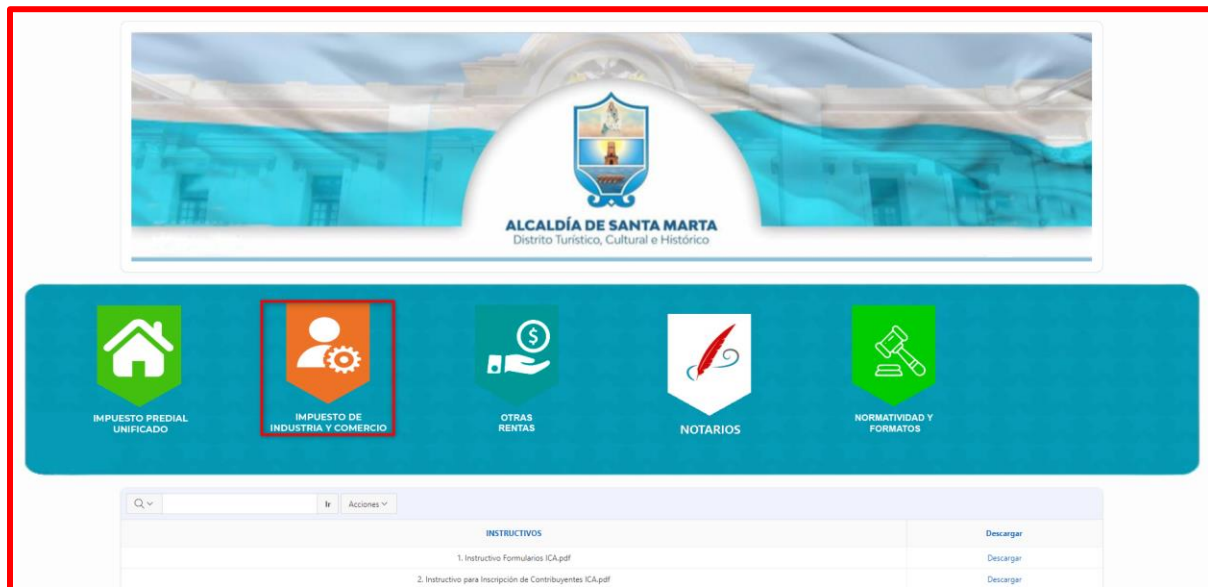 ALCALDÍA DE SANTA MARTA
Distrito Turístico, Cultural e Histórico
IMPUESTO PREDIAL
UNIFICADO
IMPUESTO DE
INDUSTRIA Y COMERCIO
OTRAS
RENTAS
NOTARIOS
NORMATIVIDAD Y
FORMATOS
Ir Acciones
INSTRUCTIVOS Descargar
1. Instructivo Formularios ICA.pdf Descargar
2. Instructivo para Inscripción de Contribuyentes ICA.pdf Descargar